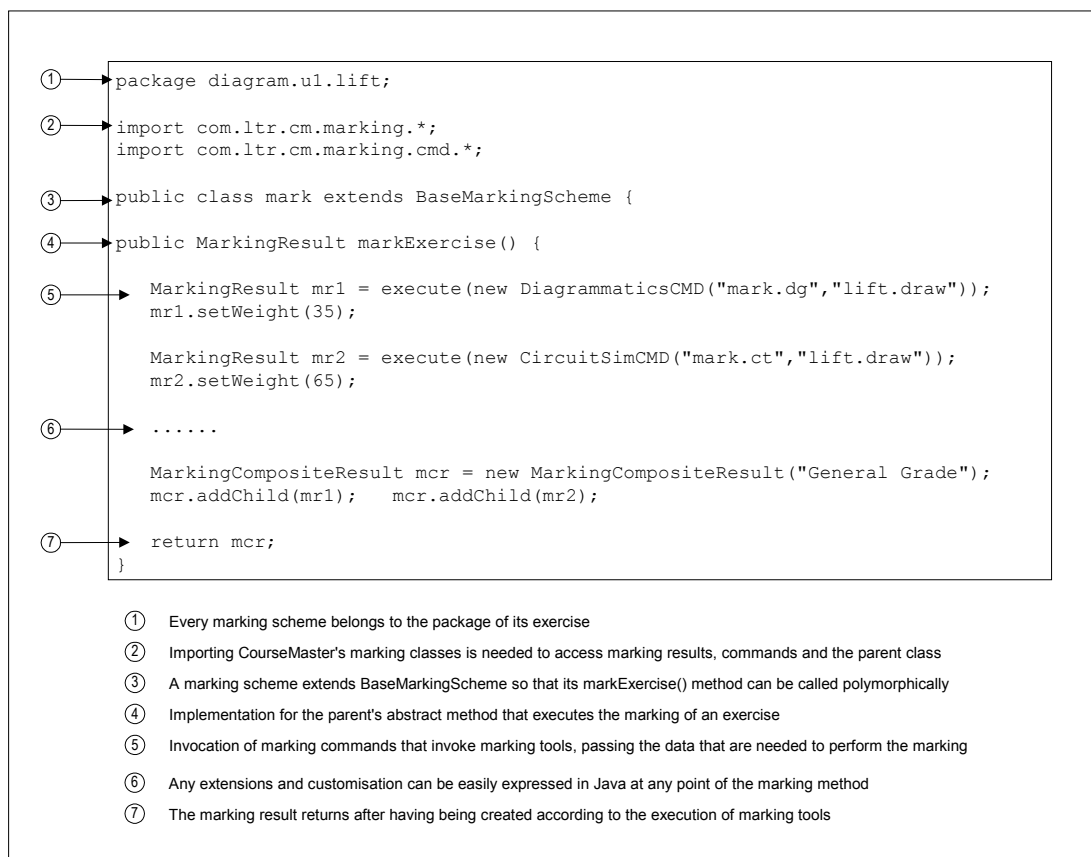 ① package diagram.u1.lift;
② import com.ltr.cm.marking.*;
import com.ltr.cm.marking.cmd.*;
③ public class mark extends BaseMarkingScheme {
④ public MarkingResult markExercise() {
⑤ MarkingResult mr1 = execute(new DiagrammaticsCMD("mark.dg","lift.draw"));
mr1.setWeight(35);
MarkingResult mr2 = execute(new CircuitSimCMD("mark.ct","lift.draw"));
mr2.setWeight(65);
⑥ ......
MarkingCompositeResult mcr = new MarkingCompositeResult("General Grade");
mcr.addChild(mr1);   mcr.addChild(mr2);
⑦ return mcr;
}
① Every marking scheme belongs to the package of its exercise
② Importing CourseMaster's marking classes is needed to access marking results, commands and the parent class
③ A marking scheme extends BaseMarkingScheme so that its markExercise() method can be called polymorphically
④ Implementation for the parent's abstract method that executes the marking of an exercise
⑤ Invocation of marking commands that invoke marking tools, passing the data that are needed to perform the marking
⑥ Any extensions and customisation can be easily expressed in Java at any point of the marking method
⑦ The marking result returns after having being created according to the execution of marking tools